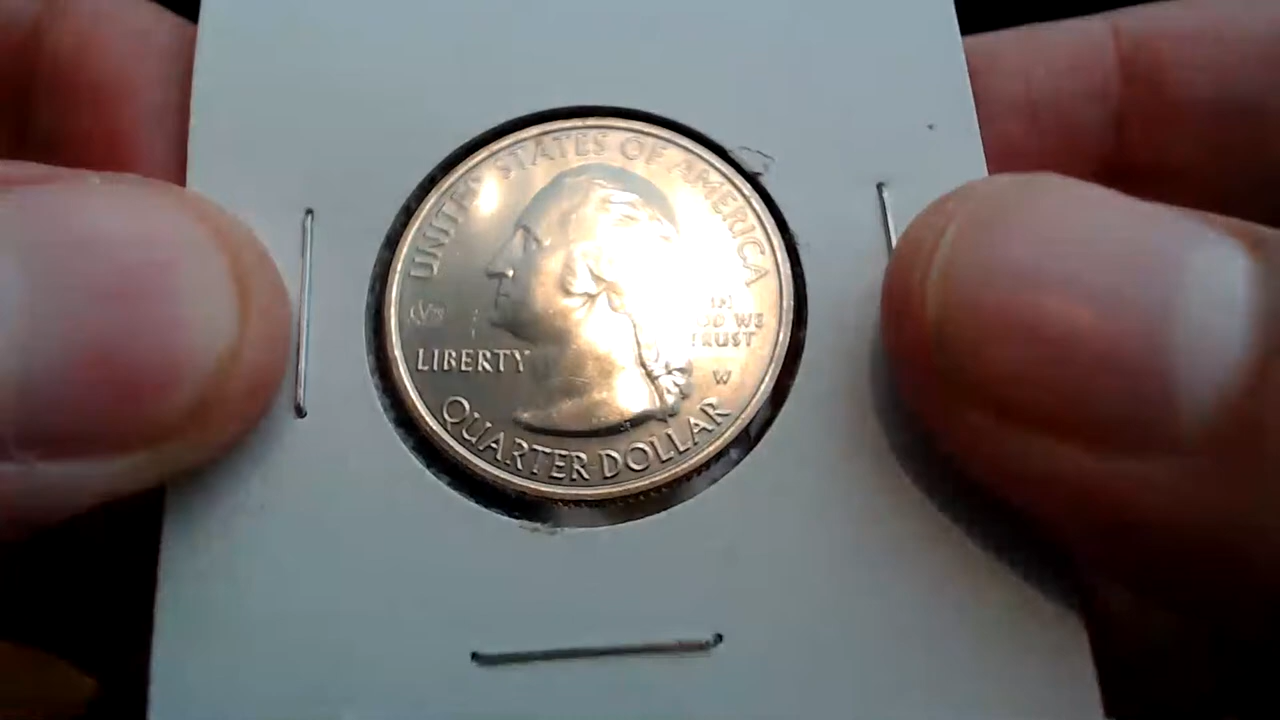 UNITED STATES OF AMERICA
IN
GOD WE
TRUST
LIBERTY
W
QUARTER DOLLAR